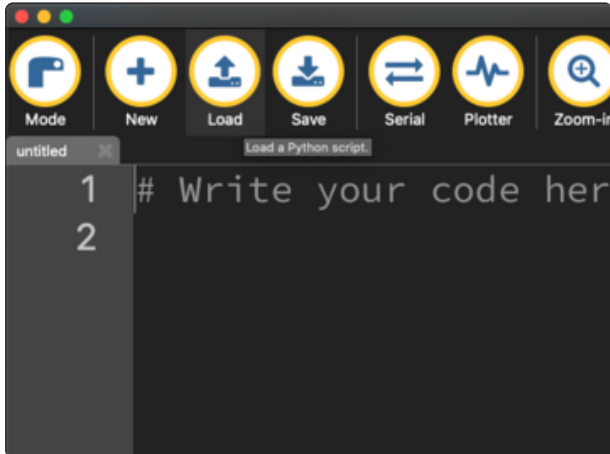 Mode New Load Save Serial Plotter Zoom-in
Load a Python script.
untitled
1 # Write your code her
2